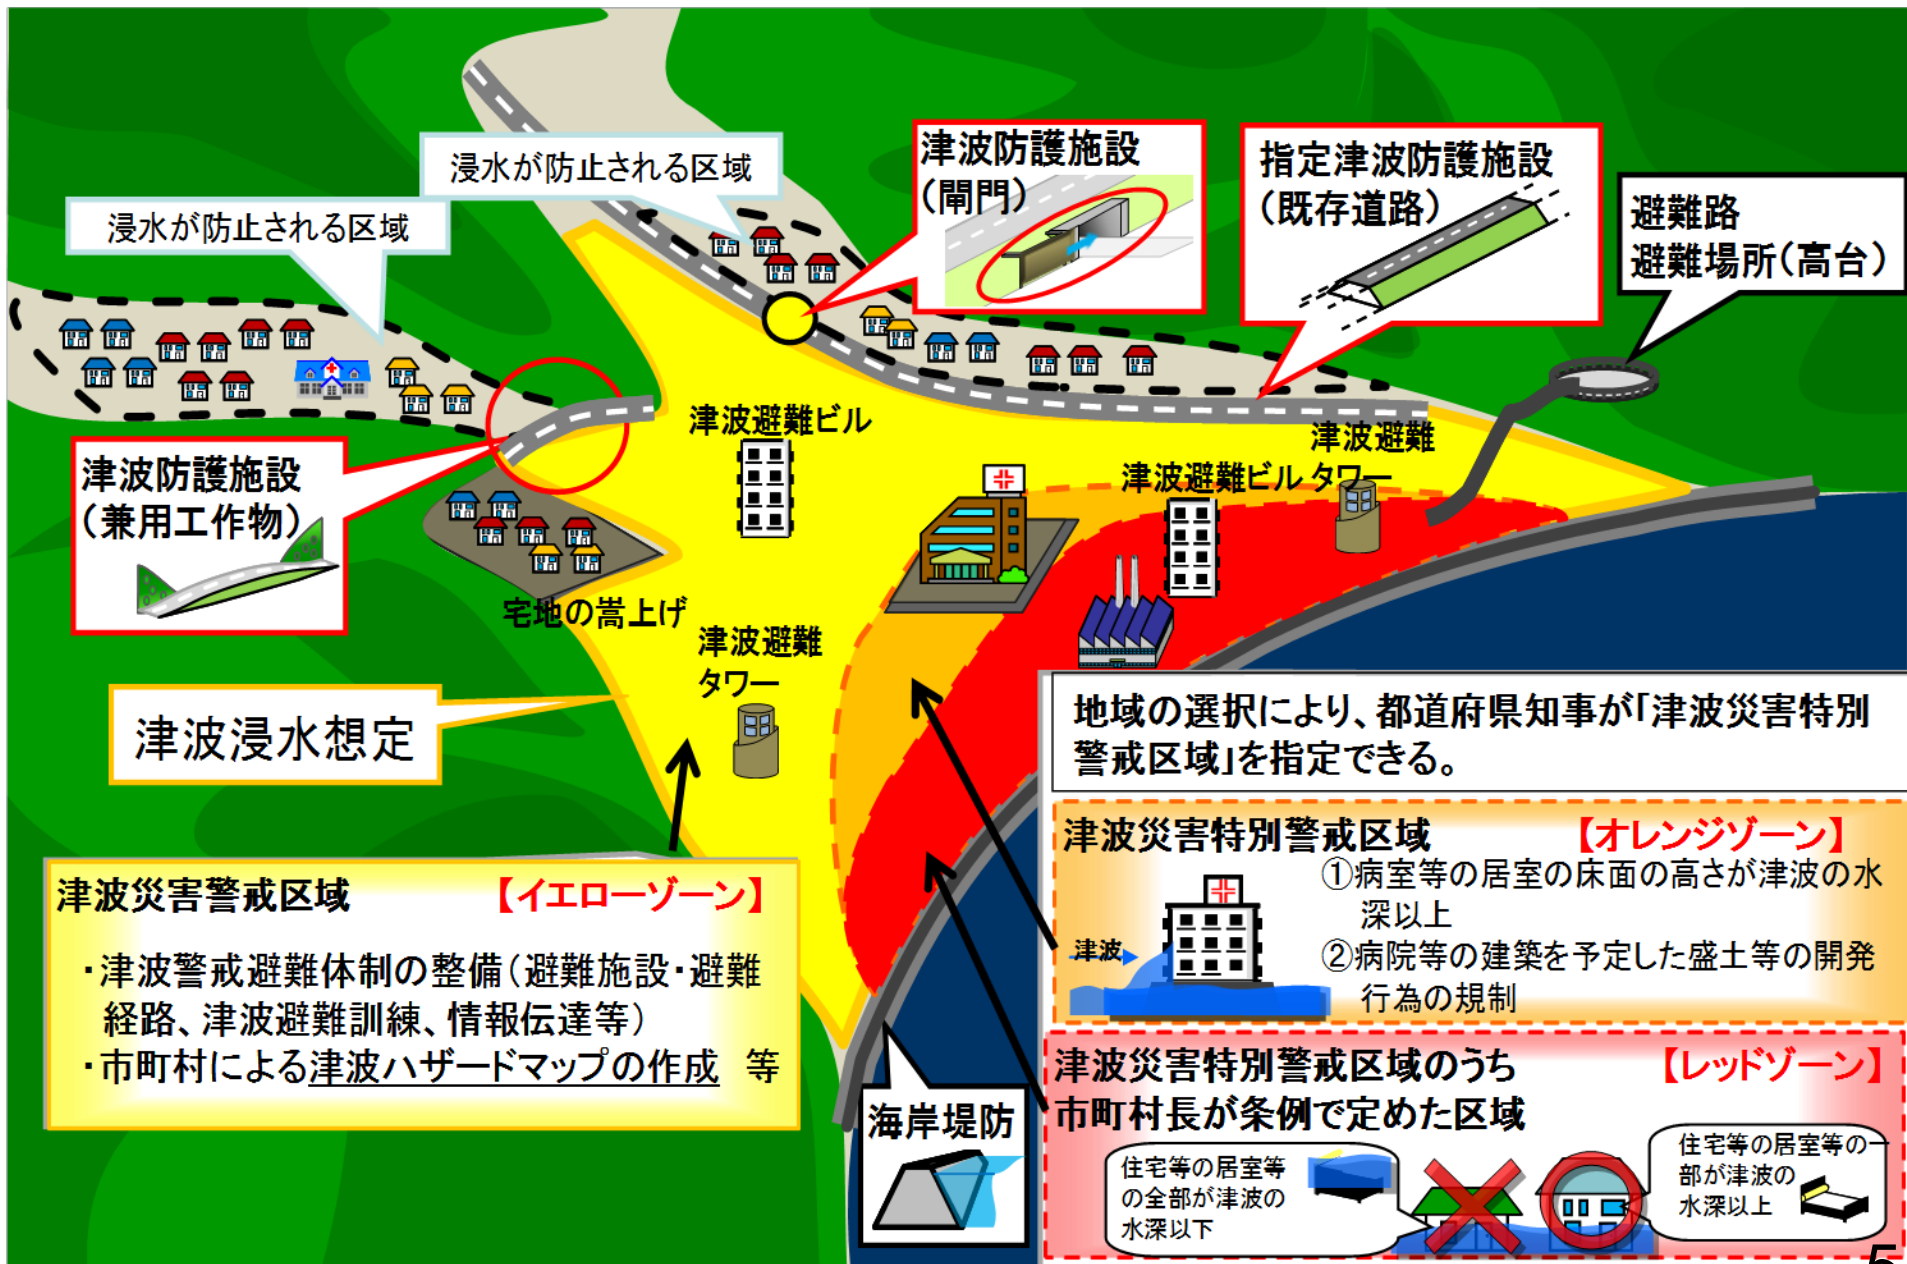 浸水が防止される区域
浸水が防止される区域
津波防護施設
（閘門）
指定津波防護施設
（既存道路）
避難路
避難場所（高台）
津波避難ビル
津波避難
タワー
津波避難ビル
津波防護施設
（兼用工作物）
宅地の嵩上げ
津波避難
タワー
津波浸水想定
地域の選択により、都道府県知事が「津波災害特別
警戒区域」を指定できる。
津波災害警戒区域 【イエローゾーン】
・津波警戒避難体制の整備（避難施設・避難
経路、津波避難訓練、情報伝達等）
・市町村による津波ハザードマップの作成 等
津波災害特別警戒区域 【オレンジゾーン】
①病室等の居室の床面の高さが津波の水
深以上
②病院等の建築を予定した盛土等の開発
行為の規制
津波
津波災害特別警戒区域のうち 【レッドゾーン】
市町村長が条例で定めた区域
住宅等の居室等
の全部が津波の
水深以下
住宅等の居室等の一
部が津波の
水深以上
海岸堤防
5